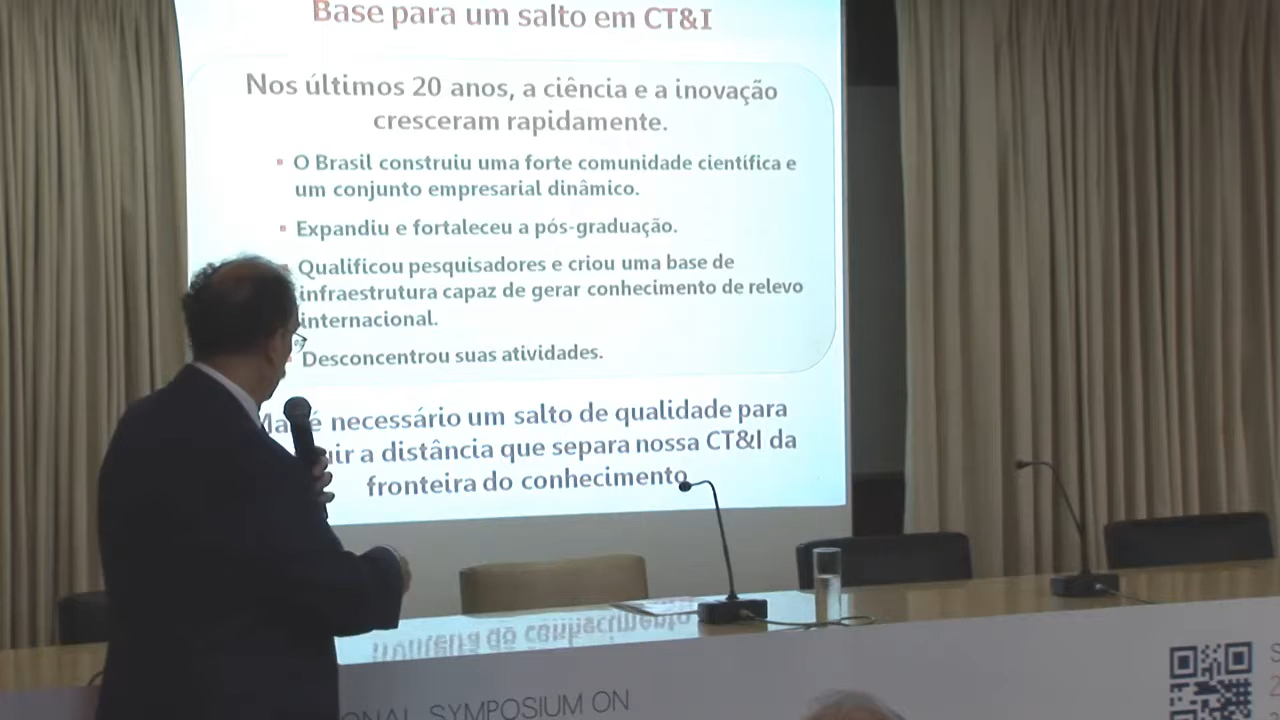 Base para um salto em CT&I
Nos últimos 20 anos, a ciência e a inovação
cresceram rapidamente.
O Brasil construiu uma forte comunidade científica e
um conjunto empresarial dinâmico.
Expandiu e fortaleceu a pós-graduação.
Qualificou pesquisadores e criou uma base de
infraestrutura capaz de gerar conhecimento de relevo
internacional.
Desconcentrou suas atividades.
é necessário um salto de qualidade para
a distância que separa nossa CT&I da
fronteira do conhecimento
SYMPOSIUM ON